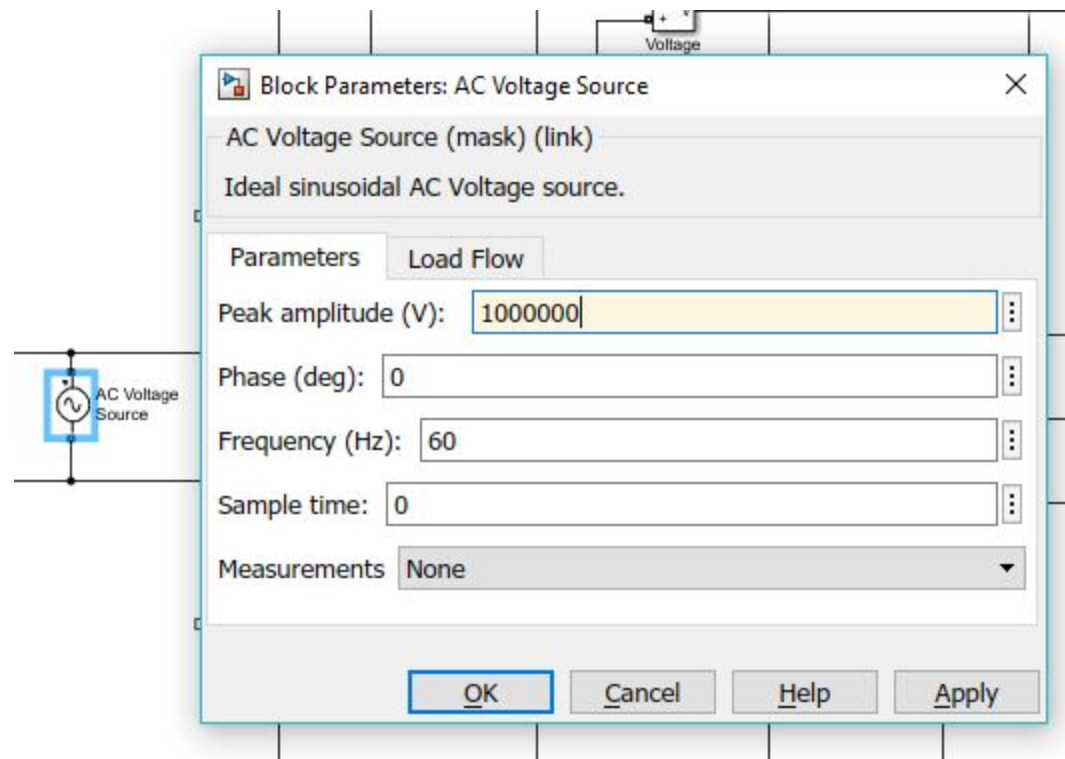 Voltage
Block Parameters: AC Voltage Source
AC Voltage Source (mask) (link)
Ideal sinusoidal AC Voltage source.
Parameters Load Flow
Peak amplitude (V): 1000000
Phase (deg): 0
AC Voltage
Source
Frequency (Hz): 60
Sample time: 0
Measurements None
OK Cancel Help Apply